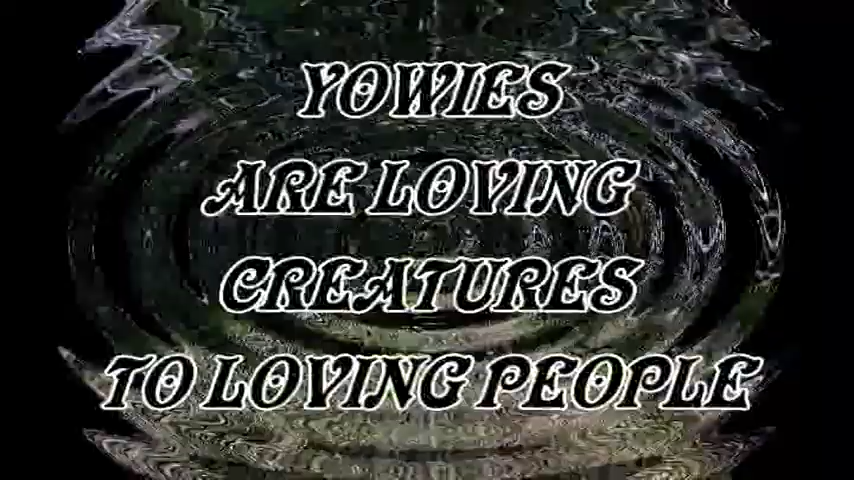 YOWIES
ARE LOVING
CREATURES
TO LOVING PEOPLE